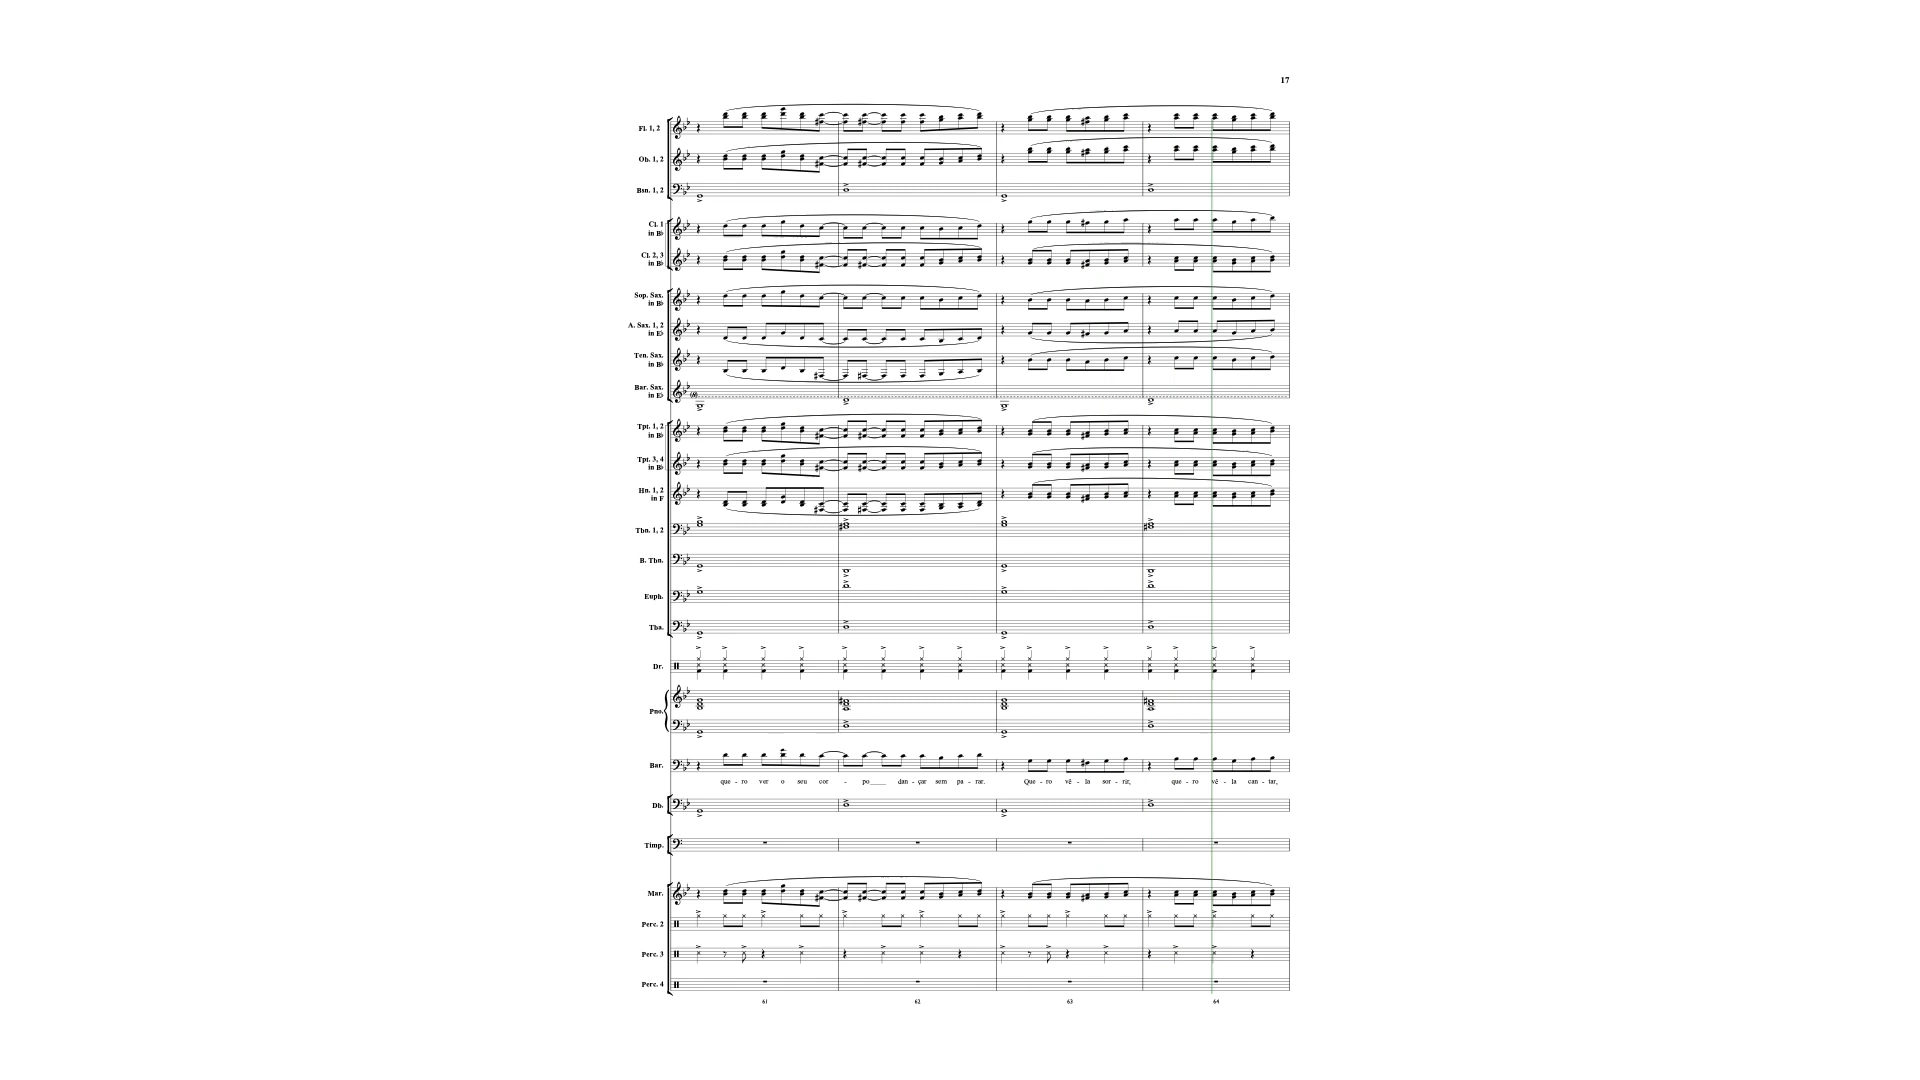 17
Fl. 1, 2
Ob. 1, 2
Bsn. 1, 2
Cl. 1
in B♭
Cl. 2, 3
in B♭
Sop. Sax.
in B♭
A. Sax. 1, 2
in E♭
Ten. Sax.
in B♭
Bar. Sax.
in E♭
(A)
Tpt. 1, 2
in B♭
Tpt. 3, 4
in B♭
Hn. 1, 2
in F
Tbn. 1, 2
B. Tbn.
Euph.
Tba.
Dr.
Pno.
Bar.
que - ro ver o seu cor - po____ dan - çar sem pa - rar. Que - ro vê - la sor - rir, que - ro vê - la can - tar,
Db.
Timp.
Mar.
Perc. 2
Perc. 3
Perc. 4
61 62 63 64